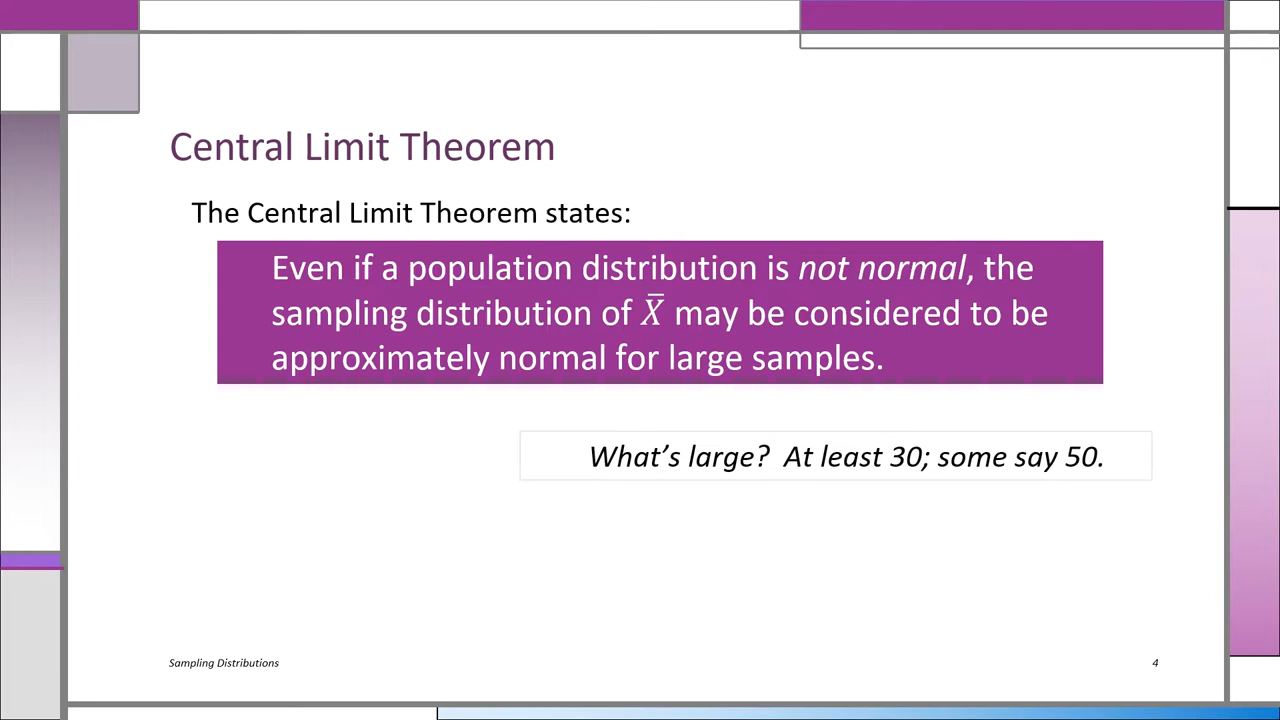 Central Limit Theorem
The Central Limit Theorem states:
Even if a population distribution is not normal, the
sampling distribution of X̄ may be considered to be
approximately normal for large samples.
What’s large? At least 30; some say 50.
Sampling Distributions
4